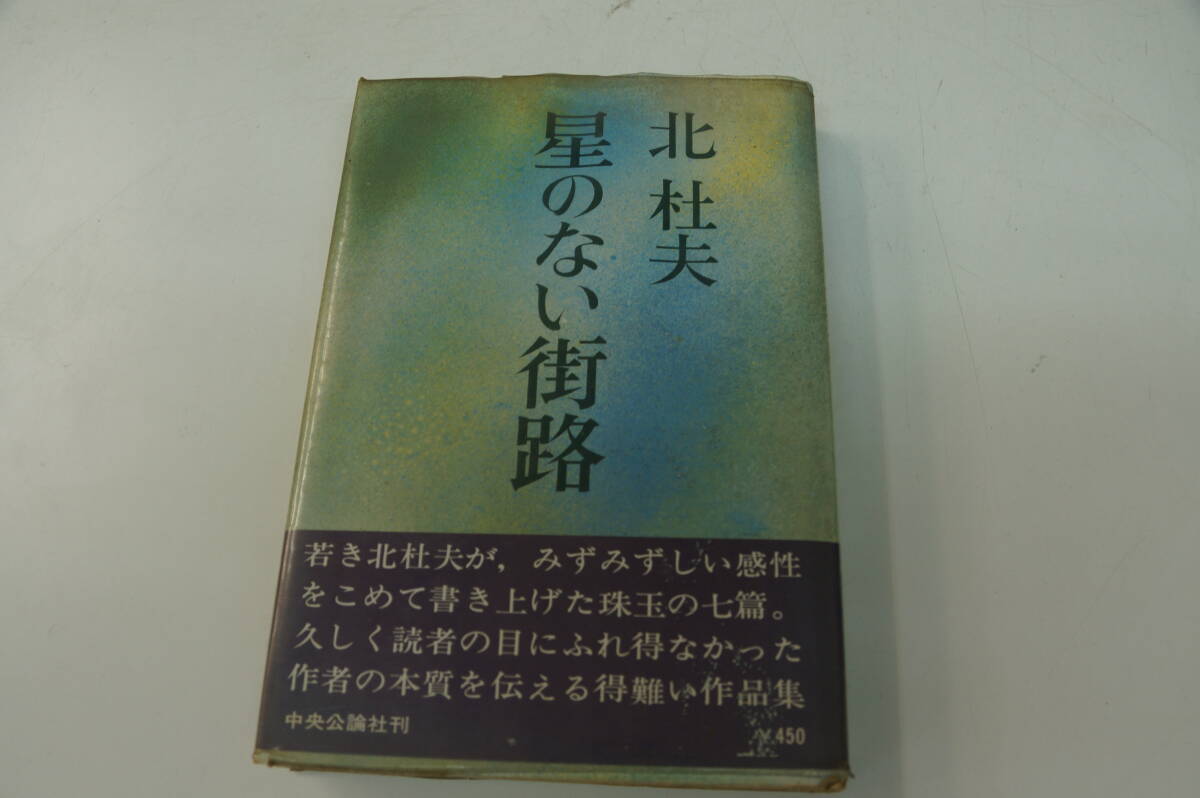 北 杜夫
星のない街路
若き北杜夫が，みずみずしい感性
をこめて書き上げた珠玉の七篇。
久しく読者の目にふれ得なかった
作者の本質を伝える得難い作品集
中央公論社刊
¥450